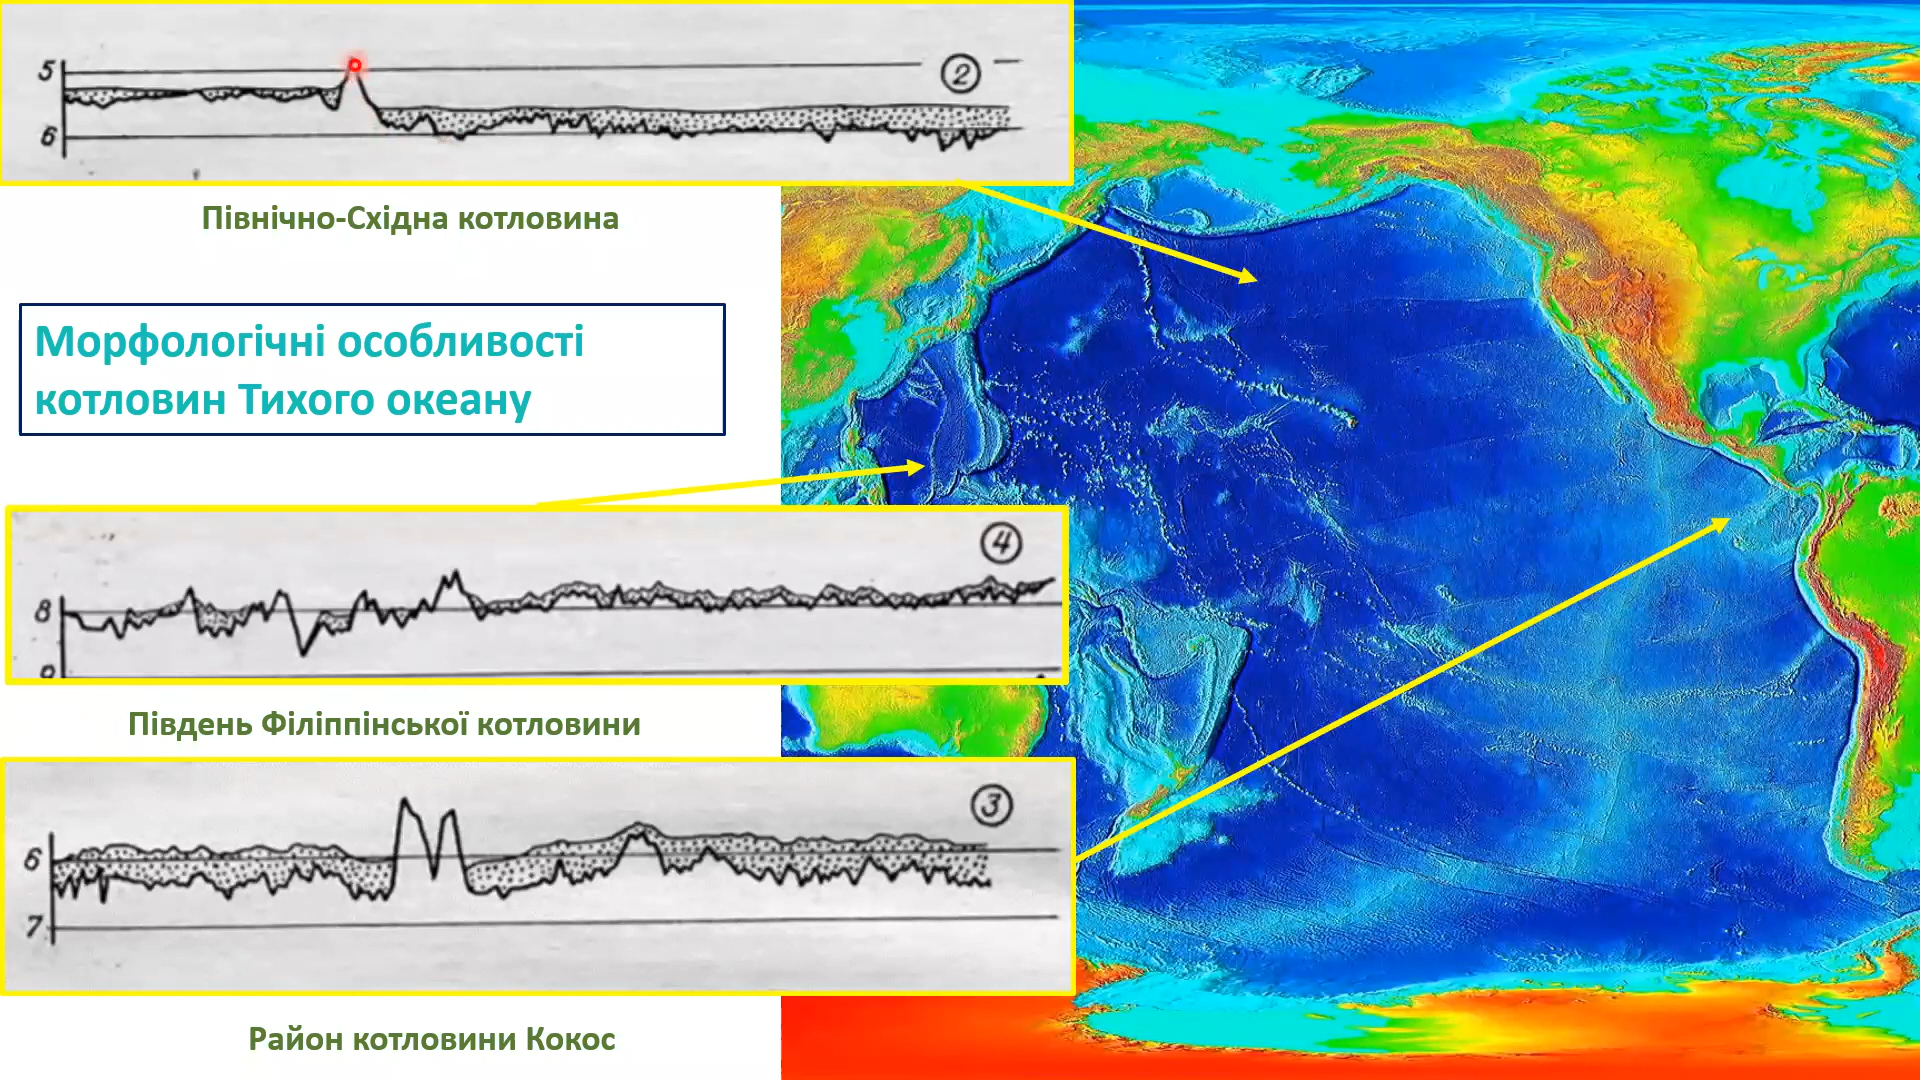 5
2
6
Північно-Східна котловина
Морфологічні особливості
котловин Тихого океану
4
8
9
Південь Філіппінської котловини
3
6
7
Район котловини Кокос